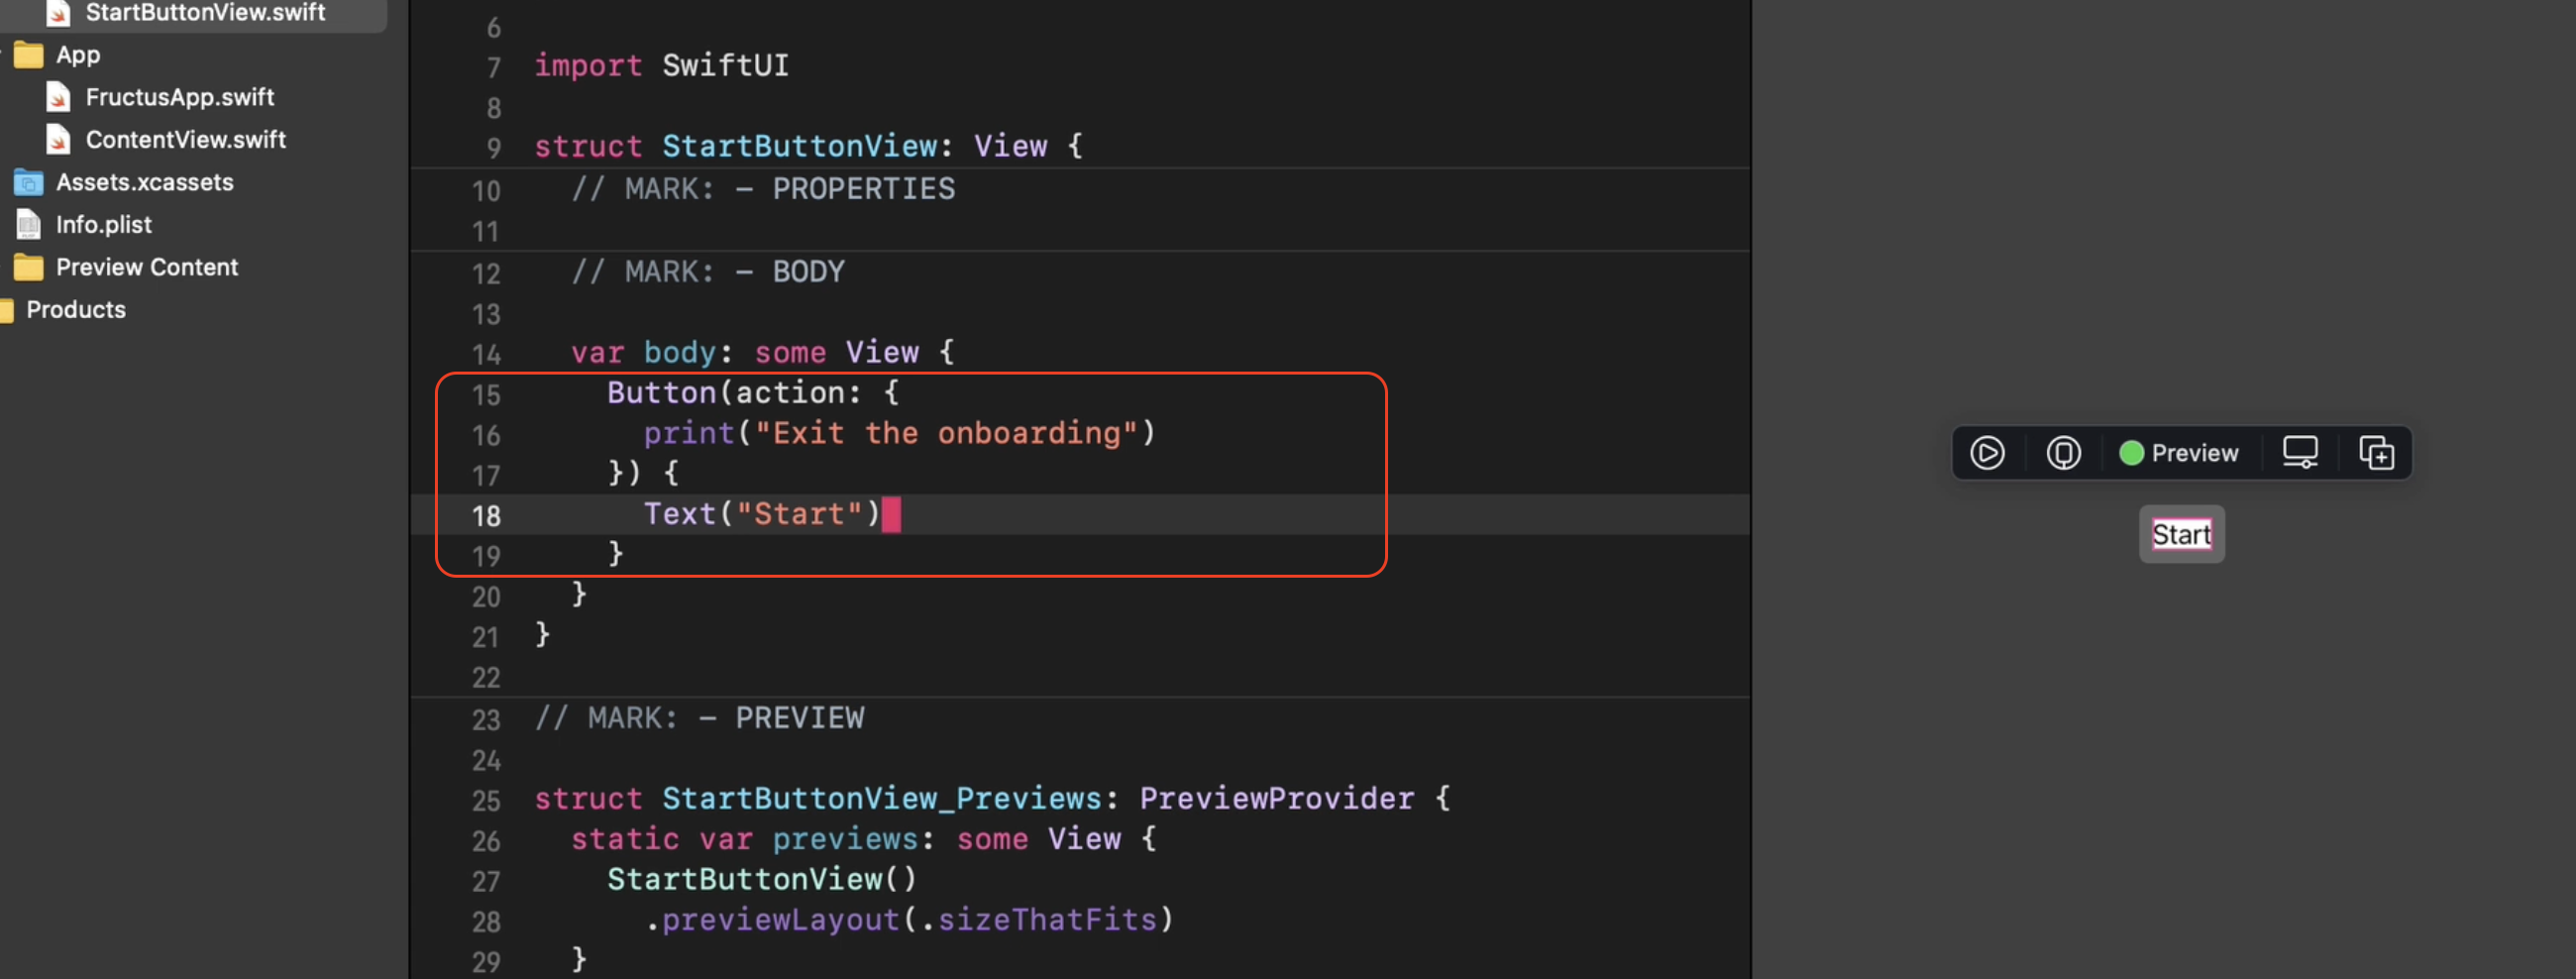 StartButtonView.swift
App
FructusApp.swift
ContentView.swift
Assets.xcassets
Info.plist
Preview Content
Products
6
7 import SwiftUI
8
9 struct StartButtonView: View {
10 // MARK: – PROPERTIES
11
12 // MARK: – BODY
13
14 var body: some View {
15 Button(action: {
16 print("Exit the onboarding")
17 }) {
18 Text("Start")
19 }
20 }
21 }
22
23 // MARK: – PREVIEW
24
25 struct StartButtonView_Previews: PreviewProvider {
26 static var previews: some View {
27 StartButtonView()
28 .previewLayout(.sizeThatFits)
29 }
Preview
Start